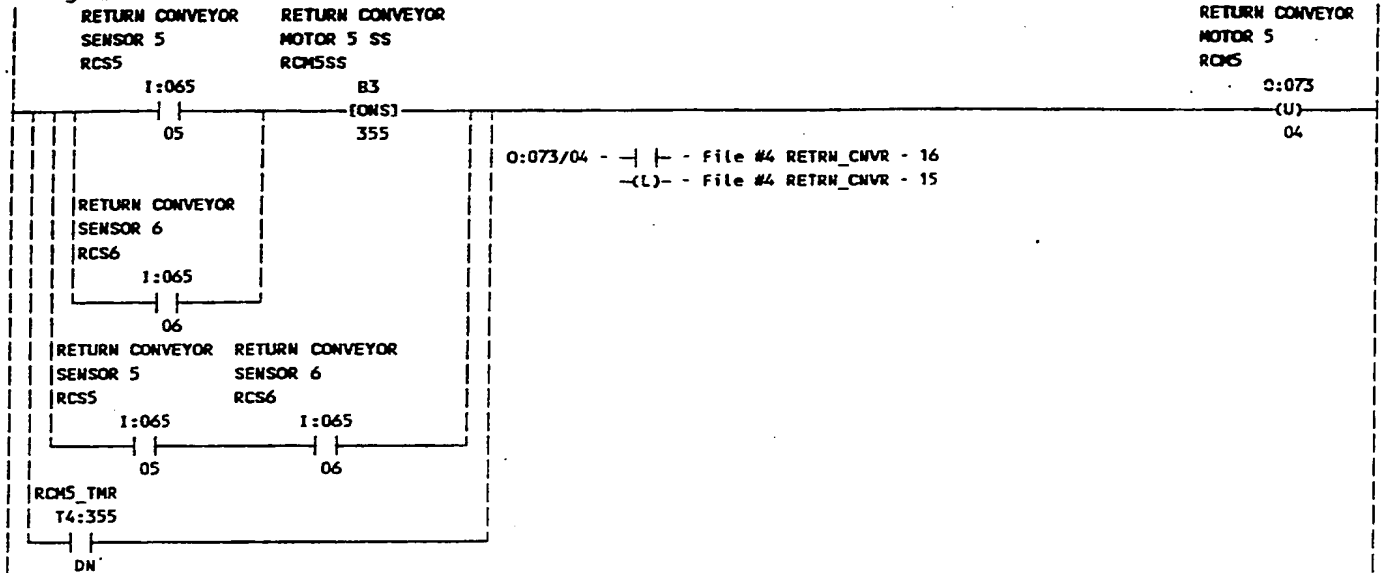 RETURN CONVEYOR RETURN CONVEYOR RETURN CONVEYOR
SENSOR 5 MOTOR 5 SS MOTOR 5
RCS5 RCM5SS RCM5
I:065 B3 O:073
[ONS] (U)
05 355 04
O:073/04 - ─┤ ├─ - File #4 RETRN_CNVR - 16
─(L)─ - File #4 RETRN_CNVR - 15
RETURN CONVEYOR
SENSOR 6
RCS6
I:065
06
RETURN CONVEYOR RETURN CONVEYOR
SENSOR 5 SENSOR 6
RCS5 RCS6
I:065 I:065
05 06
RCM5_TMR
T4:355
DN